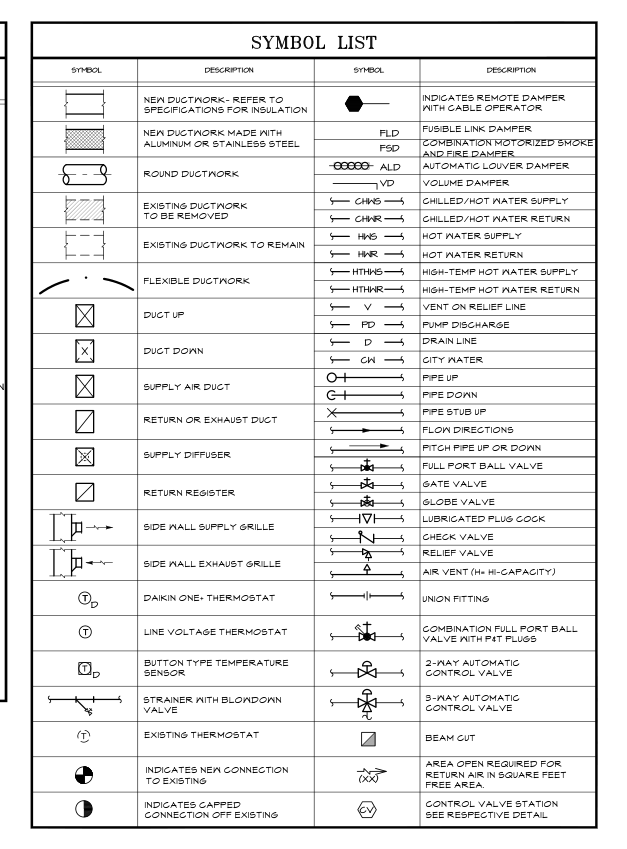 SYMBOL LIST
SYMBOL DESCRIPTION SYMBOL DESCRIPTION
NEW DUCTWORK- REFER TO
SPECIFICATIONS FOR INSULATION
NEW DUCTWORK MADE WITH
ALUMINUM OR STAINLESS STEEL
ROUND DUCTWORK
EXISTING DUCTWORK
TO BE REMOVED
EXISTING DUCTWORK TO REMAIN
FLEXIBLE DUCTWORK
DUCT UP
X DUCT DOWN
SUPPLY AIR DUCT
RETURN OR EXHAUST DUCT
SUPPLY DIFFUSER
RETURN REGISTER
SIDE WALL SUPPLY GRILLE
SIDE WALL EXHAUST GRILLE
T D DAIKIN ONE+ THERMOSTAT
T LINE VOLTAGE THERMOSTAT
T D BUTTON TYPE TEMPERATURE
SENSOR
STRAINER WITH BLOWDOWN
VALVE
T EXISTING THERMOSTAT
INDICATES NEW CONNECTION
TO EXISTING
INDICATES CAPPED
CONNECTION OFF EXISTING
INDICATES REMOTE DAMPER
WITH CABLE OPERATOR
FLD FUSIBLE LINK DAMPER
FSD COMBINATION MOTORIZED SMOKE
AND FIRE DAMPER
ALD AUTOMATIC LOUVER DAMPER
VD VOLUME DAMPER
CHWS CHILLED/HOT WATER SUPPLY
CHWR CHILLED/HOT WATER RETURN
HWS HOT WATER SUPPLY
HWR HOT WATER RETURN
HTHWS HIGH-TEMP HOT WATER SUPPLY
HTHWR HIGH-TEMP HOT WATER RETURN
V VENT ON RELIEF LINE
PD PUMP DISCHARGE
D DRAIN LINE
CW CITY WATER
PIPE UP
PIPE DOWN
PIPE STUB UP
FLOW DIRECTIONS
PITCH PIPE UP OR DOWN
FULL PORT BALL VALVE
GATE VALVE
GLOBE VALVE
LUBRICATED PLUG COCK
CHECK VALVE
RELIEF VALVE
AIR VENT (H= HI-CAPACITY)
UNION FITTING
COMBINATION FULL PORT BALL
VALVE WITH P&T PLUGS
2-WAY AUTOMATIC
CONTROL VALVE
3-WAY AUTOMATIC
CONTROL VALVE
BEAM CUT
(XX) AREA OPEN REQUIRED FOR
RETURN AIR IN SQUARE FEET
FREE AREA.
CV CONTROL VALVE STATION
SEE RESPECTIVE DETAIL